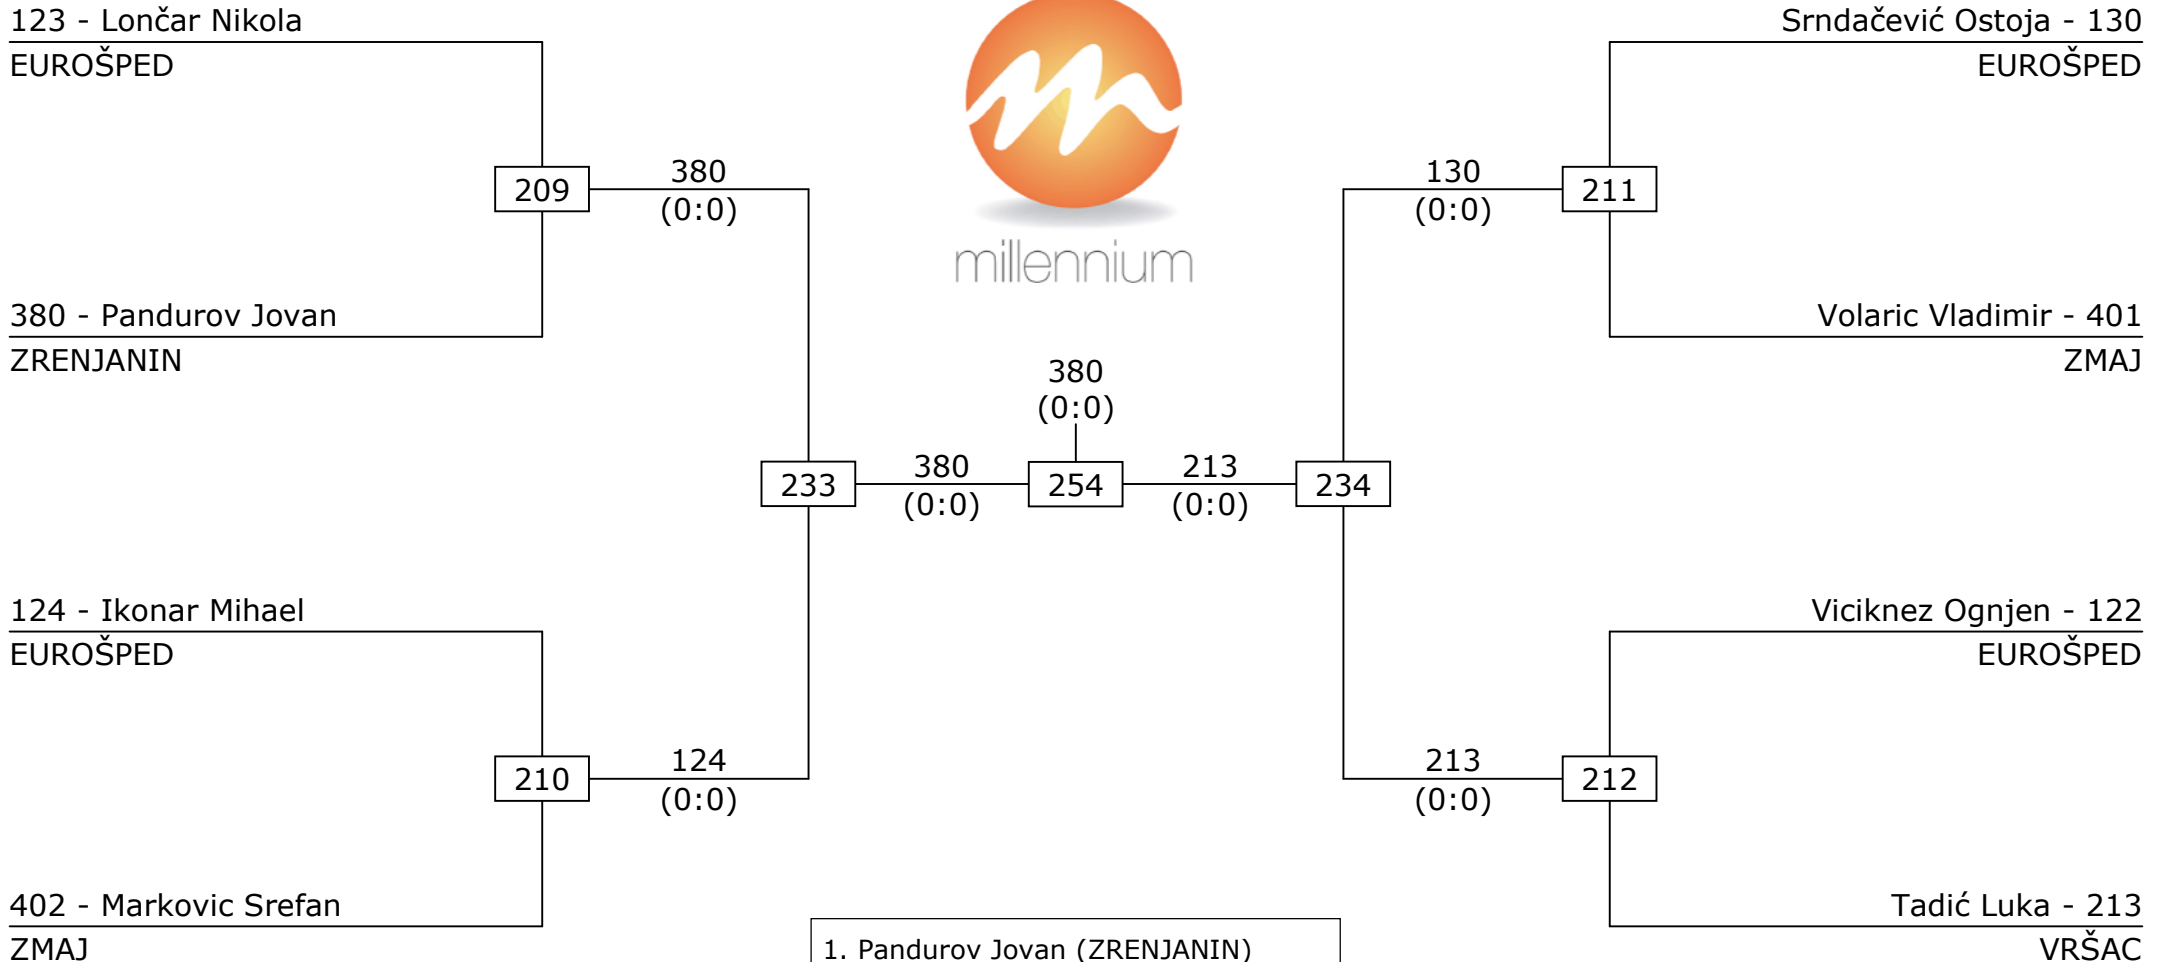 123 - Lončar Nikola
EUROŠPED
380 - Pandurov Jovan
ZRENJANIN
124 - Ikonar Mihael
EUROŠPED
402 - Markovic Srefan
ZMAJ
209
380
(0:0)
210
124
(0:0)
233
380
(0:0)
millennium
380
(0:0)
254
213
(0:0)
234
130
(0:0)
211
213
(0:0)
212
Srndačević Ostoja - 130
EUROŠPED
Volaric Vladimir - 401
ZMAJ
Viciknez Ognjen - 122
EUROŠPED
Tadić Luka - 213
VRŠAC
1. Pandurov Jovan (ZRENJANIN)